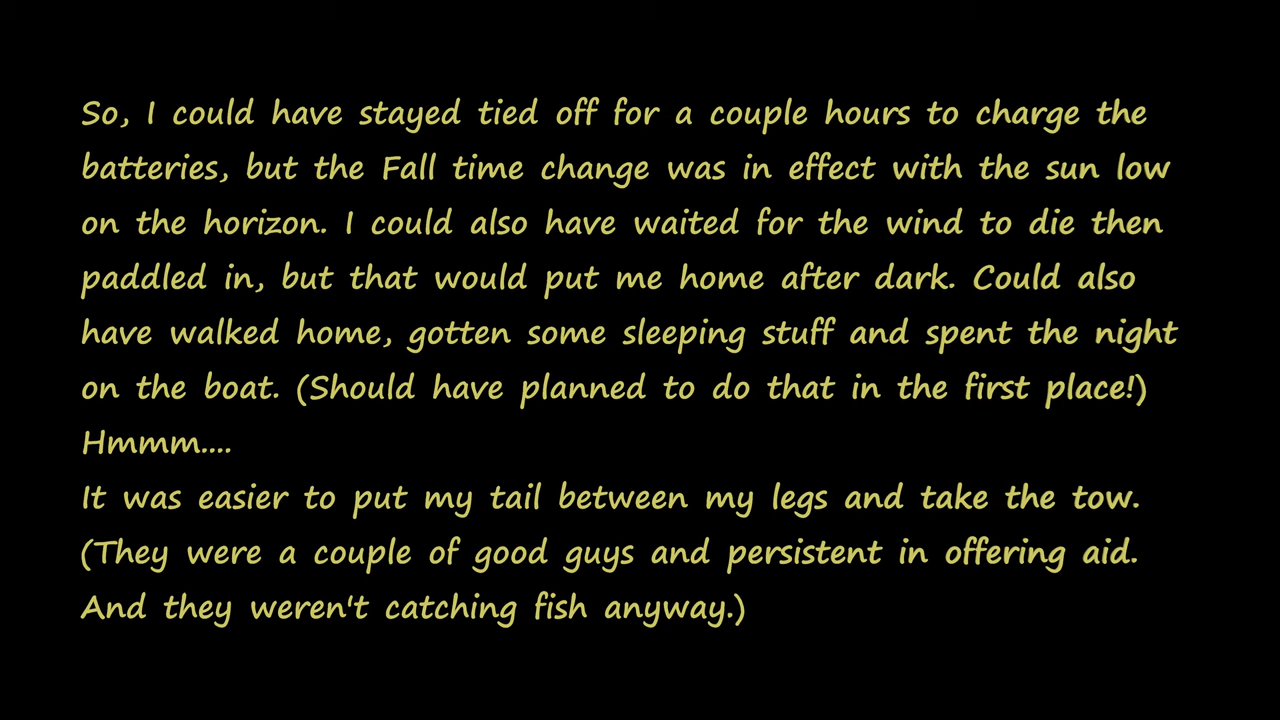 So, I could have stayed tied off for a couple hours to charge the
batteries, but the Fall time change was in effect with the sun low
on the horizon. I could also have waited for the wind to die then
paddled in, but that would put me home after dark. Could also
have walked home, gotten some sleeping stuff and spent the night
on the boat. (Should have planned to do that in the first place!)
Hmmm....
It was easier to put my tail between my legs and take the tow.
(They were a couple of good guys and persistent in offering aid.
And they weren't catching fish anyway.)